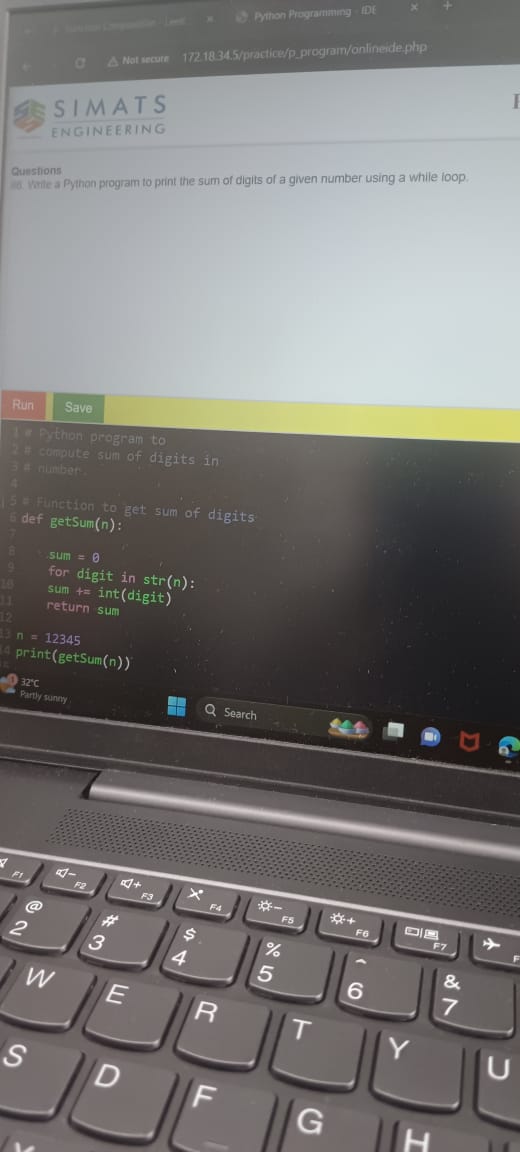 Python Programming - IDE
Not secure 172.18.34.5/practice/p_program/onlineide.php
SIMATS
ENGINEERING
Questions
Write a Python program to print the sum of digits of a given number using a while loop.
Run Save
1 # Python program to
2 # compute sum of digits in
3 # number.
4
5 # Function to get sum of digits
6 def getSum(n):
7
8 sum = 0
9 for digit in str(n):
10 sum += int(digit)
11 return sum
12
13 n = 12345
14 print(getSum(n))
32°C
Partly sunny
Search
F1 F2 F3 F4 F5 F6 F7
@ # $ % ^ &
2 3 4 5 6 7
W E R T Y U
S D F G H